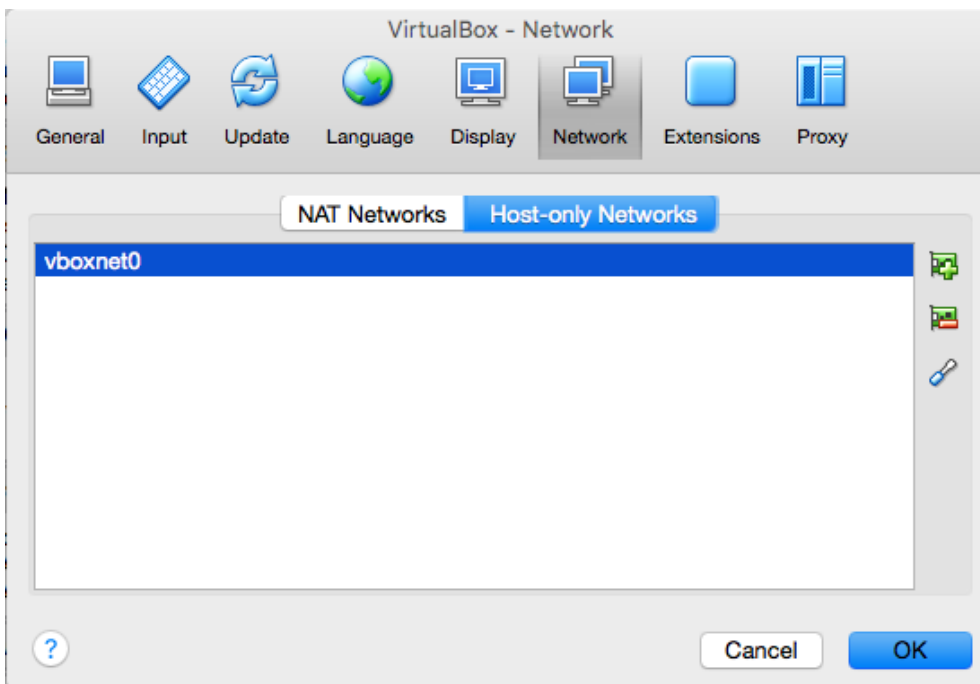 VirtualBox - Network
General Input Update Language Display Network Extensions Proxy
NAT Networks Host-only Networks
vboxnet0
? Cancel OK